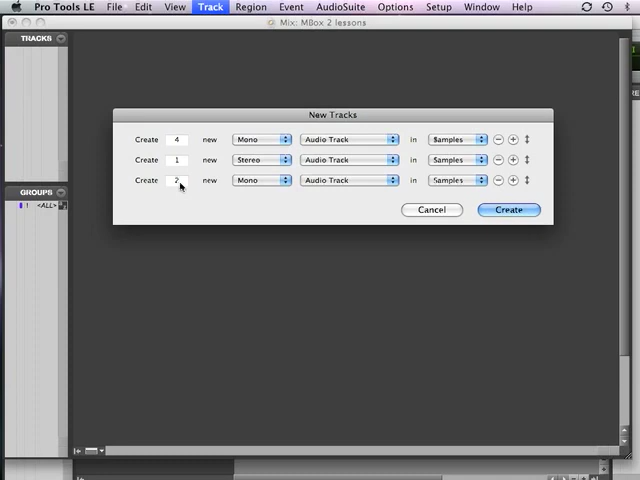 Pro Tools LE File Edit View Track Region Event AudioSuite Options Setup Window Help
Mix: MBox 2 lessons
TRACKS
New Tracks
Create 4 new Mono Audio Track in Samples
Create 1 new Stereo Audio Track in Samples
Create 2 new Mono Audio Track in Samples
GROUPS
1 <ALL>
Cancel Create